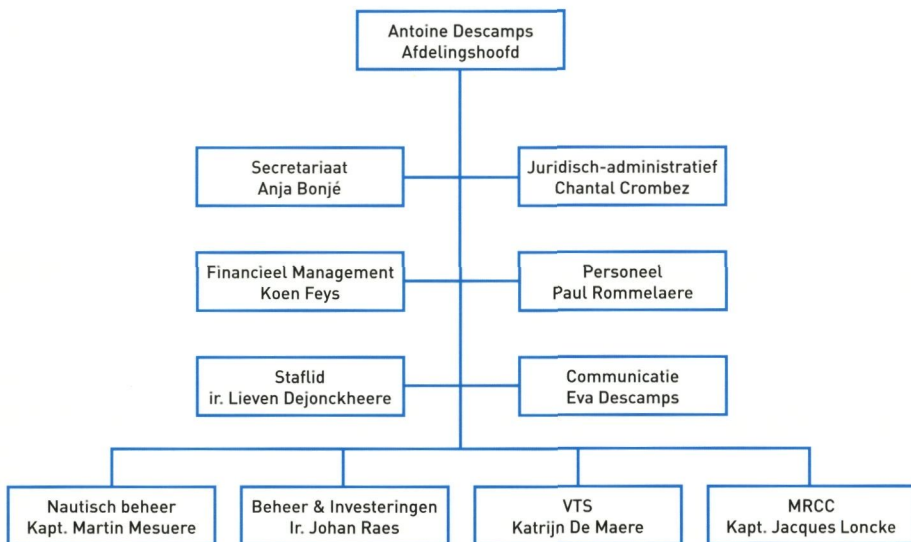 Antoine Descamps
Afdelingshoofd
Secretariaat
Anja Bonjé
Juridisch-administratief
Chantal Crombez
Financieel Management
Koen Feys
Personeel
Paul Rommelaere
Staflid
ir. Lieven Dejonckheere
Communicatie
Eva Descamps
Nautisch beheer
Kapt. Martin Mesuere
Beheer & Investeringen
Ir. Johan Raes
VTS
Katrijn De Maere
MRCC
Kapt. Jacques Loncke